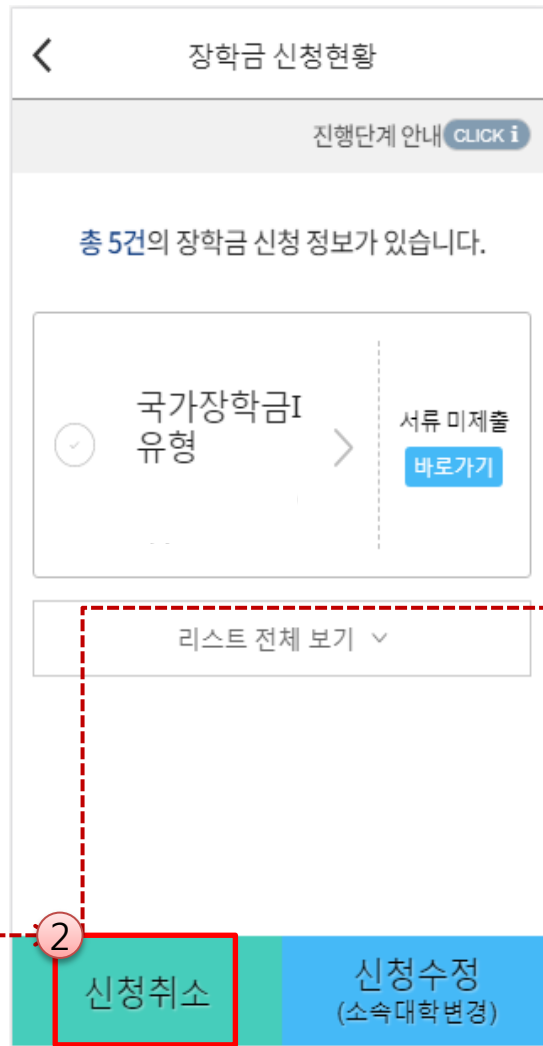 장학금 신청현황
진행단계 안내 CLICK i
총 5건의 장학금 신청 정보가 있습니다.
국가장학금I
유형
서류 미제출
바로가기
리스트 전체 보기
2
신청취소
신청수정
(소속대학변경)